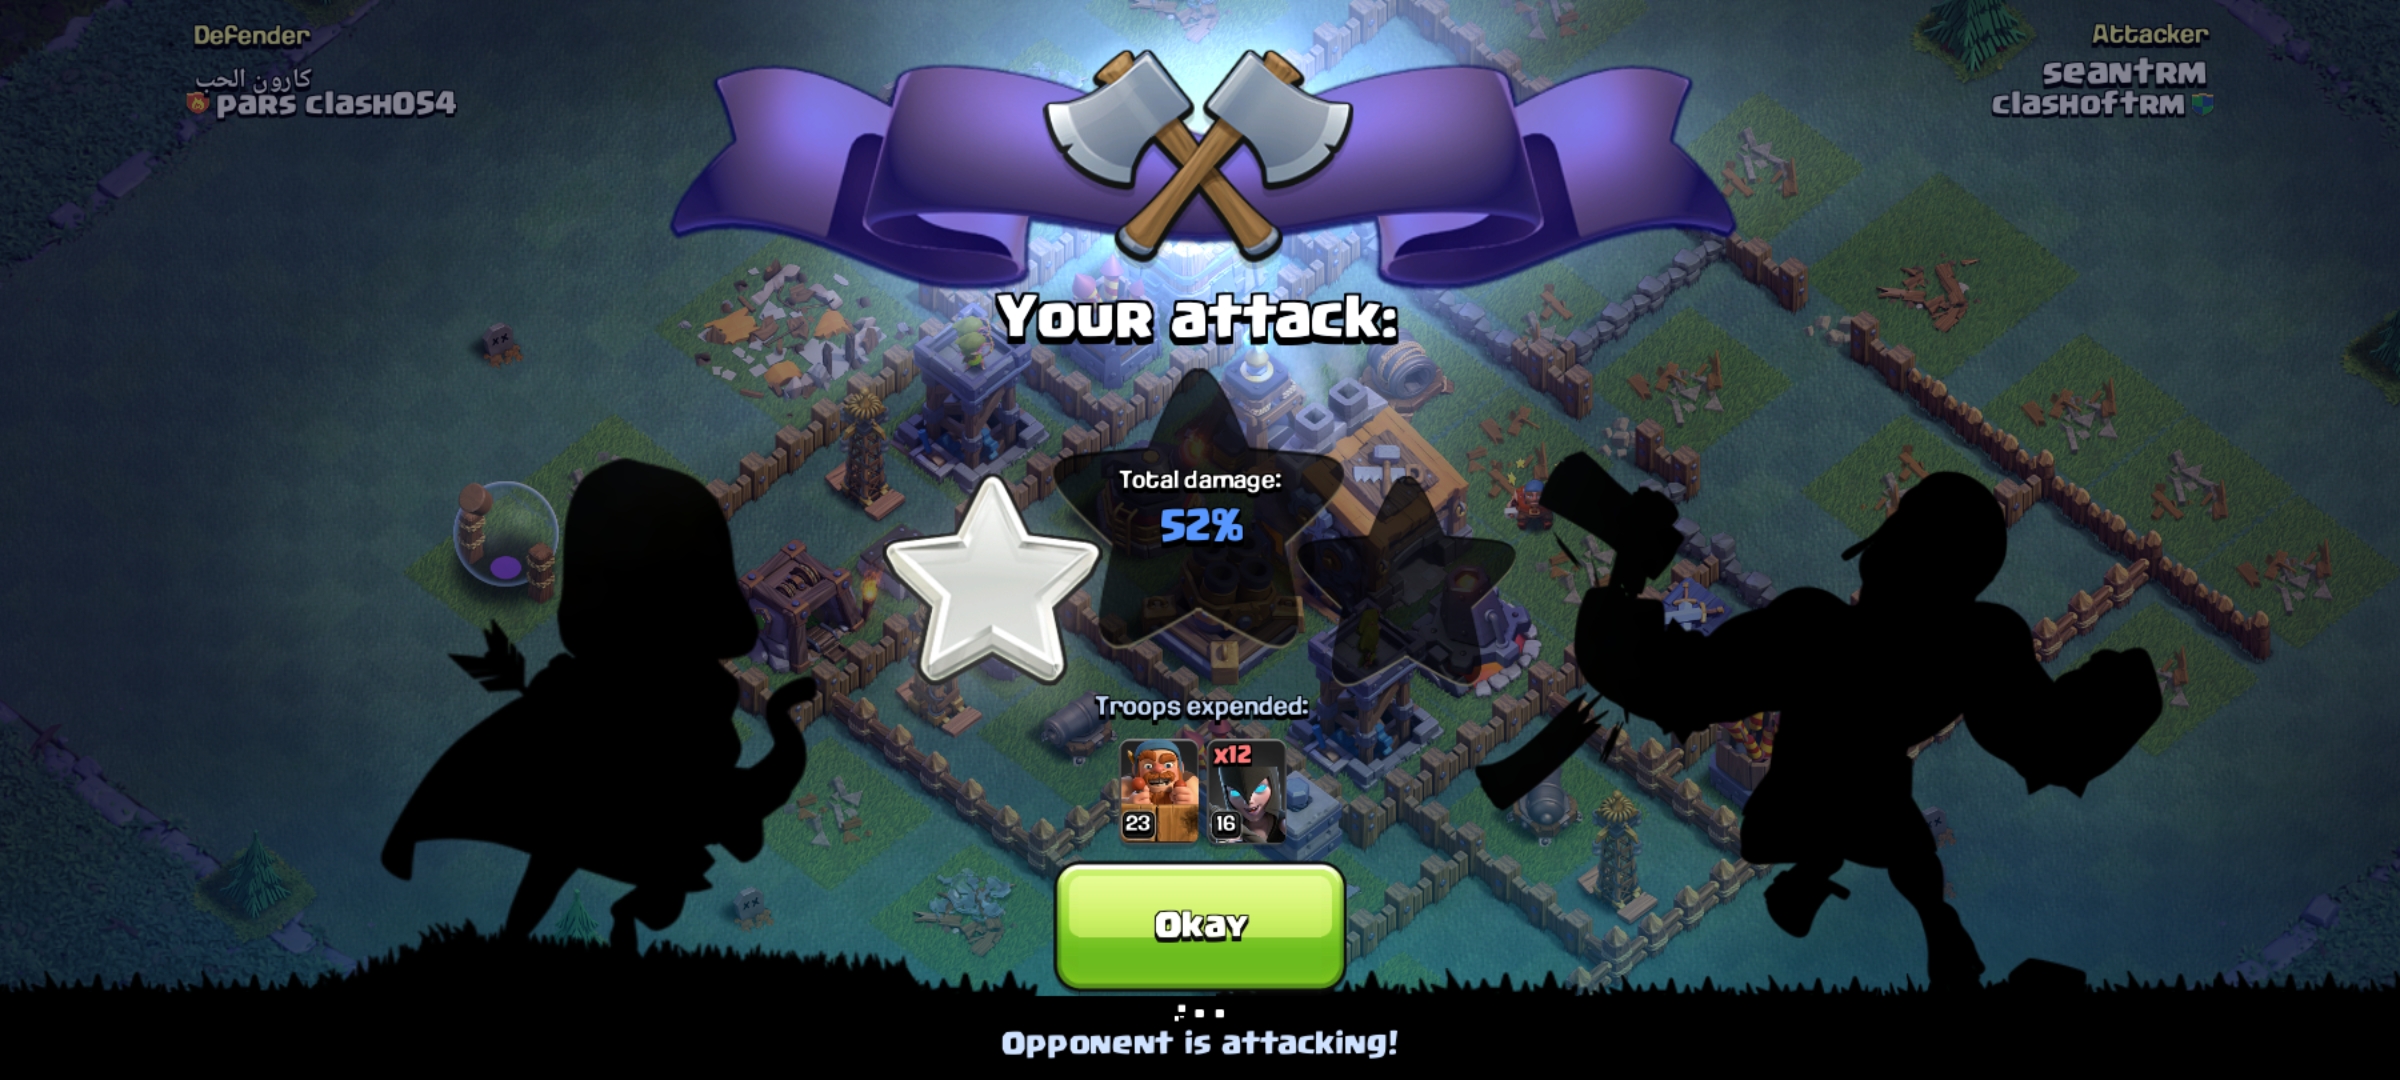 Defender
كارون الحب
pars clash054
Attacker
seantrm
clashoftrm
Your attack:
Total damage:
52%
Troops expended:
x12
23
16
Okay
Opponent is attacking!